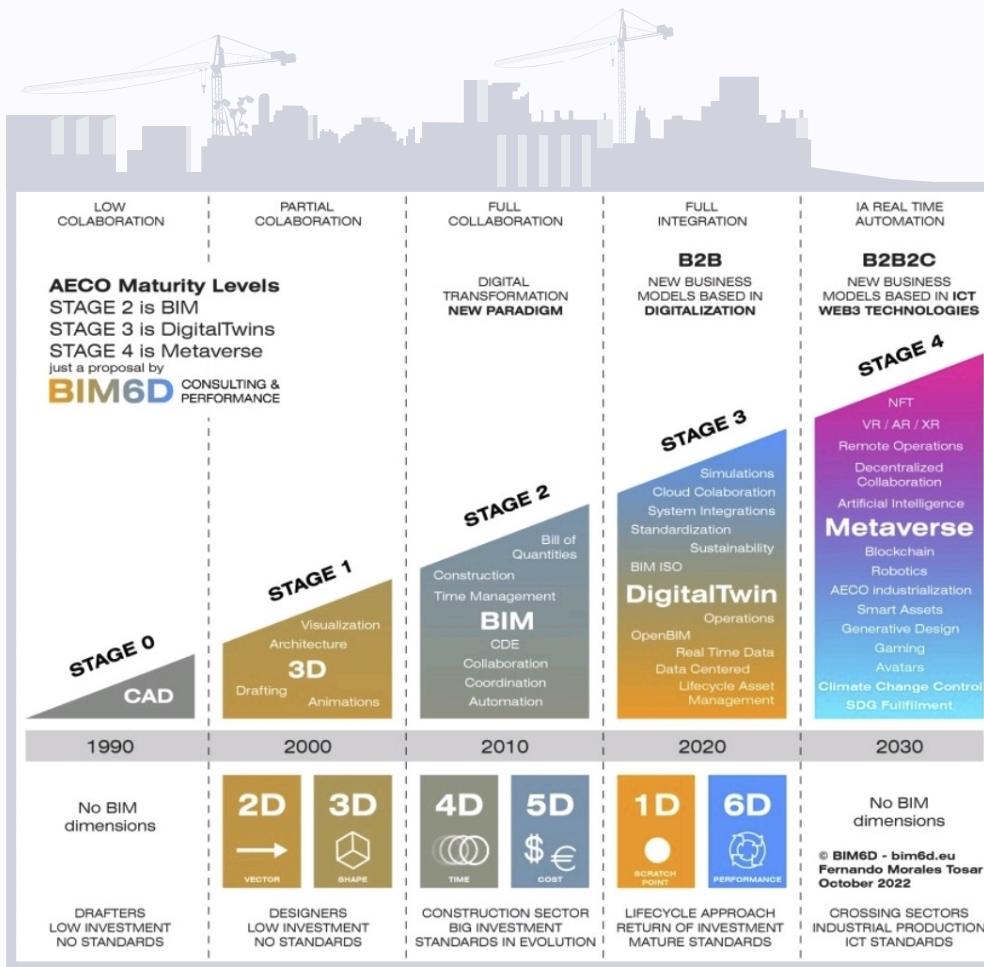 LOW
COLABORATION
PARTIAL
COLABORATION
FULL
COLLABORATION
FULL
INTEGRATION
IA REAL TIME
AUTOMATION
AECO Maturity Levels
STAGE 2 is BIM
STAGE 3 is DigitalTwins
STAGE 4 is Metaverse
just a proposal by
BIM6D CONSULTING &
PERFORMANCE
DIGITAL
TRANSFORMATION
NEW PARADIGM
B2B
NEW BUSINESS
MODELS BASED IN
DIGITALIZATION
B2B2C
NEW BUSINESS
MODELS BASED IN ICT
WEB3 TECHNOLOGIES
STAGE 0
CAD
STAGE 1
Visualization
Architecture
3D
Drafting
Animations
STAGE 2
Bill of
Quantities
Construction
Time Management
BIM
CDE
Collaboration
Coordination
Automation
STAGE 3
Simulations
Cloud Colaboration
System Integrations
Standardization
Sustainability
BIM ISO
DigitalTwin
Operations
OpenBIM
Real Time Data
Data Centered
Lifecycle Asset
Management
STAGE 4
NFT
VR / AR / XR
Remote Operations
Decentralized
Collaboration
Artificial Intelligence
Metaverse
Blockchain
Robotics
AECO industrialization
Smart Assets
Generative Design
Gaming
Avatars
Climate Change Control
SDG Fullfilment
1990
2000
2010
2020
2030
No BIM
dimensions
2D
VECTOR
3D
SHAPE
4D
TIME
5D
$ €
COST
1D
SCRATCH
POINT
6D
PERFORMANCE
No BIM
dimensions
© BIM6D - bim6d.eu
Fernando Morales Tosar
October 2022
DRAFTERS
LOW INVESTMENT
NO STANDARDS
DESIGNERS
LOW INVESTMENT
NO STANDARDS
CONSTRUCTION SECTOR
BIG INVESTMENT
STANDARDS IN EVOLUTION
LIFECYCLE APPROACH
RETURN OF INVESTMENT
MATURE STANDARDS
CROSSING SECTORS
INDUSTRIAL PRODUCTION
ICT STANDARDS